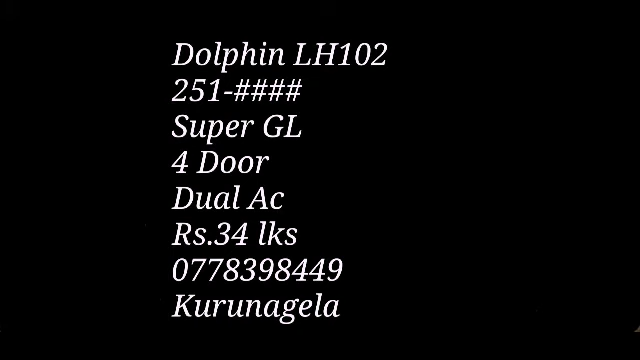 Dolphin LH102
251-####
Super GL
4 Door
Dual Ac
Rs.34 lks
0778398449
Kurunagela